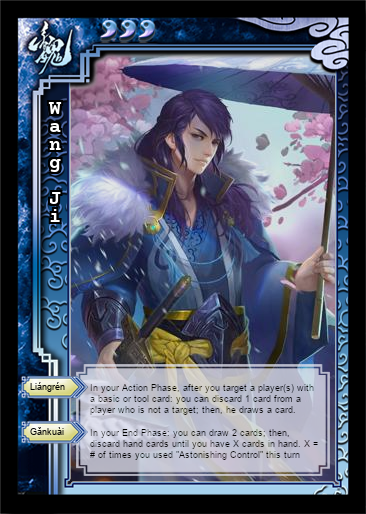 魏
Wang Ji
Liángrén
In your Action Phase, after you target a player(s) with
a basic or tool card: you can discard 1 card from a
player who is not a target; then, he draws a card.
Gǎnkuài
In your End Phase: you can draw 2 cards; then,
discard hand cards until you have X cards in hand. X =
# of times you used "Astonishing Control" this turn